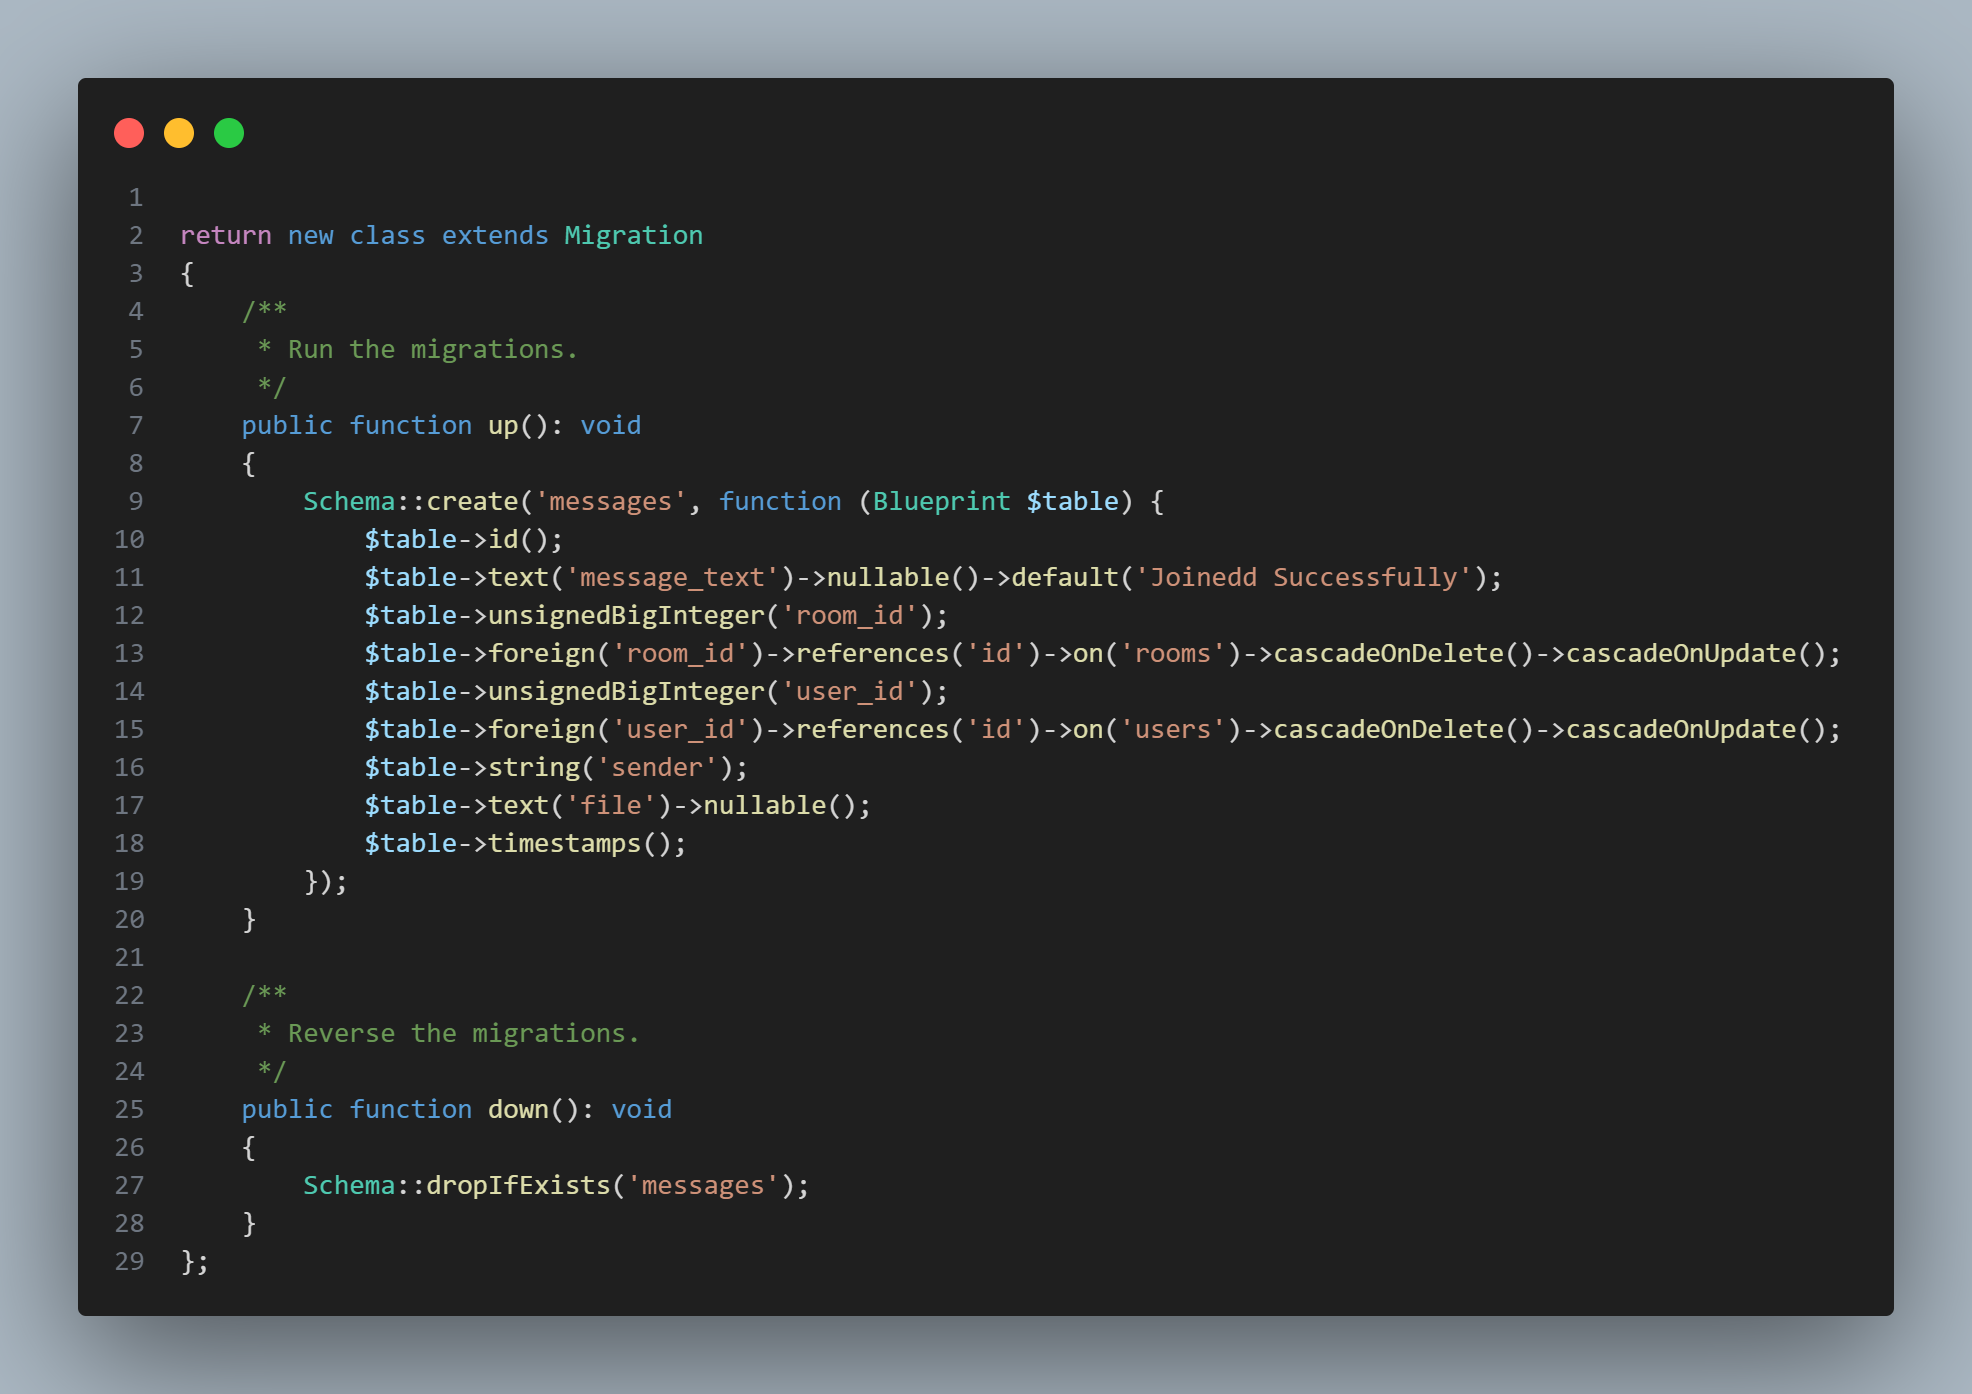 1
2 return new class extends Migration
3 {
4     /**
5      * Run the migrations.
6      */
7     public function up(): void
8     {
9         Schema::create('messages', function (Blueprint $table) {
10             $table->id();
11             $table->text('message_text')->nullable()->default('Joinedd Successfully');
12             $table->unsignedBigInteger('room_id');
13             $table->foreign('room_id')->references('id')->on('rooms')->cascadeOnDelete()->cascadeOnUpdate();
14             $table->unsignedBigInteger('user_id');
15             $table->foreign('user_id')->references('id')->on('users')->cascadeOnDelete()->cascadeOnUpdate();
16             $table->string('sender');
17             $table->text('file')->nullable();
18             $table->timestamps();
19         });
20     }
21
22     /**
23      * Reverse the migrations.
24      */
25     public function down(): void
26     {
27         Schema::dropIfExists('messages');
28     }
29 };